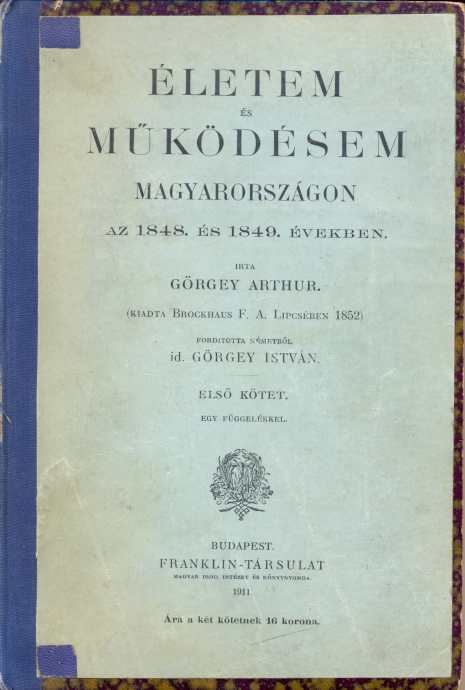 ÉLETEM
ÉS
MŰKÖDÉSEM
MAGYARORSZÁGON
AZ 1848. ÉS 1849. ÉVEKBEN.
IRTA
GÖRGEY ARTHUR.
(KIADTA BROCKHAUS F. A. LIPCSÉBEN 1852)
FORDITOTTA NÉMETBŐL
id. GÖRGEY ISTVÁN.
ELSŐ KÖTET.
EGY FÜGGELÉKKEL.
BUDAPEST.
FRANKLIN-TÁRSULAT
MAGYAR IROD. INTÉZET ÉS KÖNYVNYOMDA.
1911.
Ára a két kötetnek 16 korona.